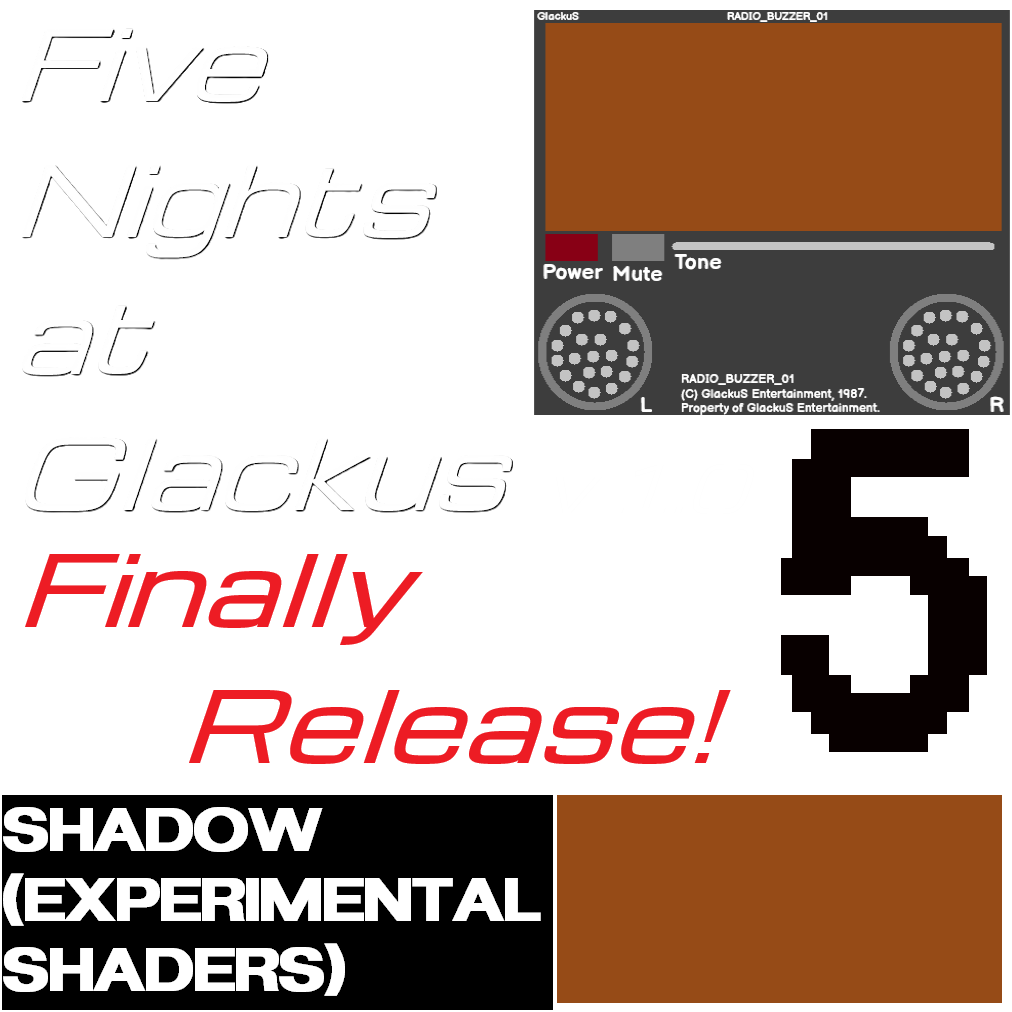 Five
Nights
at
Glackus
Finally
Release!
GlackuS
RADIO_BUZZER_01
Power
Mute
Tone
L
R
RADIO_BUZZER_01
(C) GlackuS Entertainment, 1987.
Property of GlackuS Entertainment.
5
SHADOW
(EXPERIMENTAL
SHADERS)